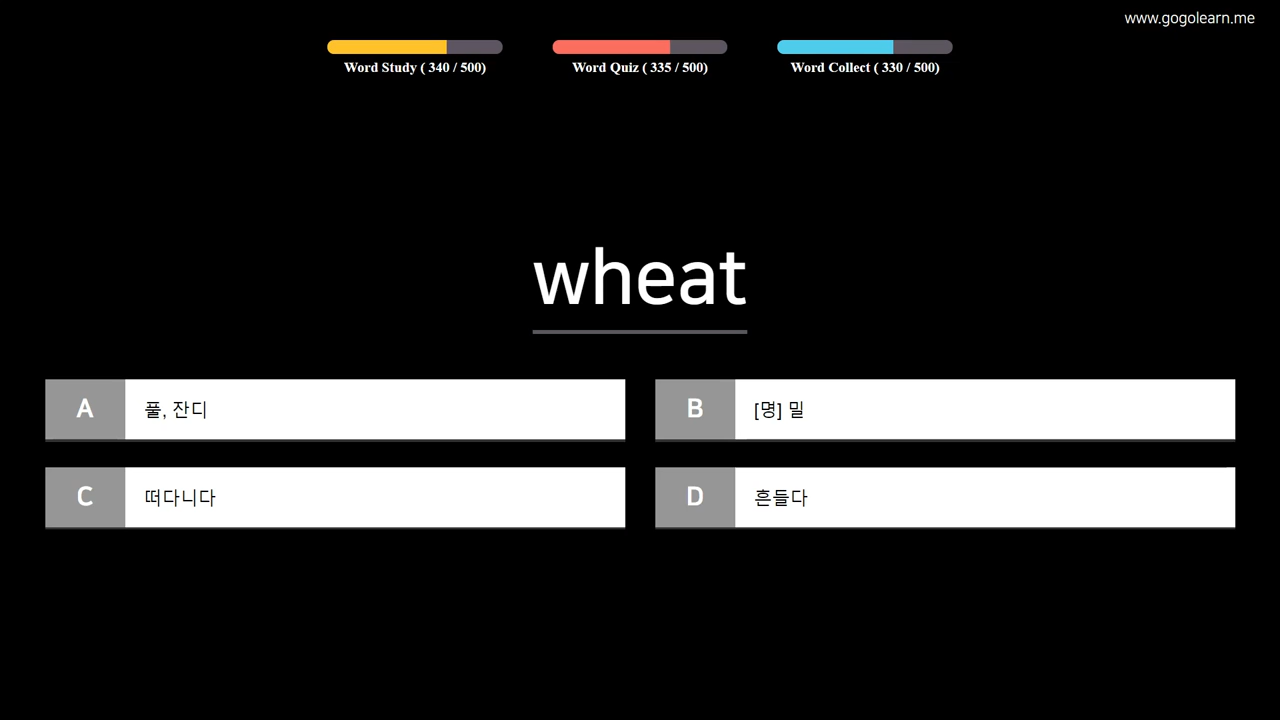 www.gogolearn.me
Word Study ( 340 / 500)
Word Quiz ( 335 / 500)
Word Collect ( 330 / 500)
wheat
A 풀, 잔디
B [명] 밀
C 떠다니다
D 흔들다